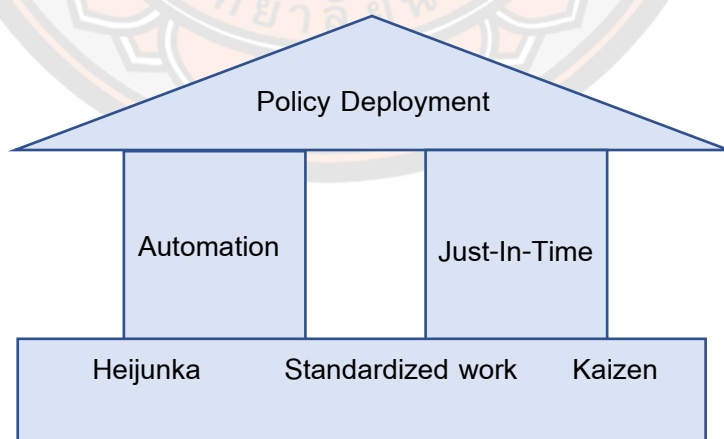 Policy Deployment
Automation
Just-In-Time
Heijunka Standardized work Kaizen